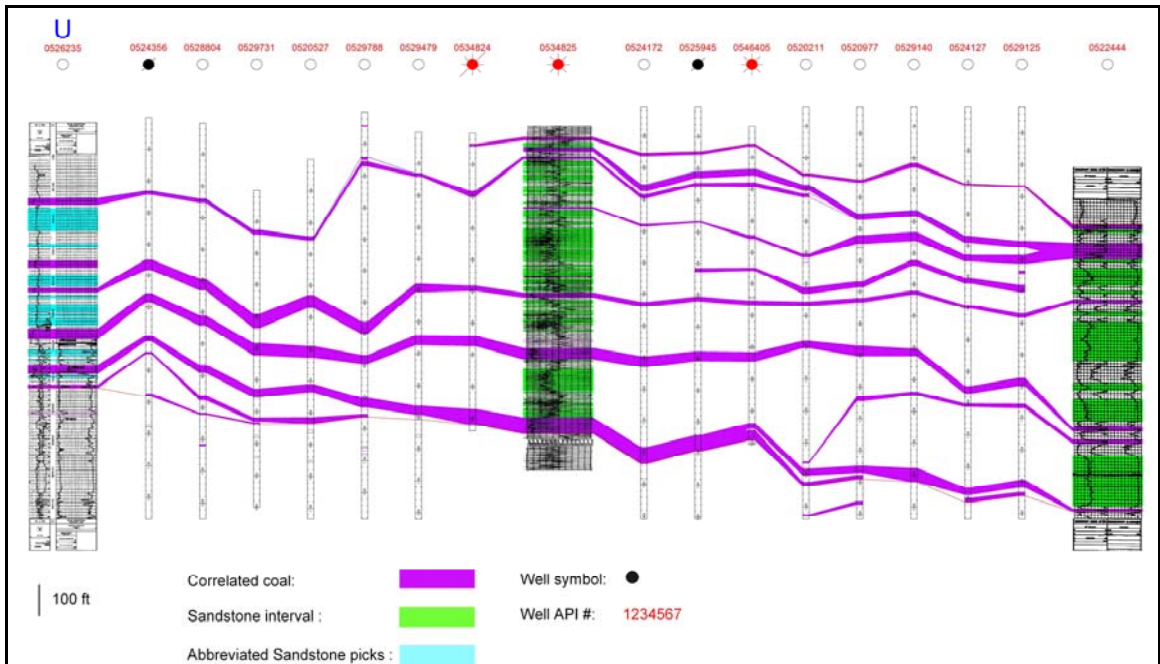 U
0526235 0524356 0528804 0529731 0520527 0529788 0529479 0534824 0534825 0524172 0525945 0546405 0520211 0520977 0529140 0524127 0529125 0522444
100 ft
Correlated coal:
Sandstone interval :
Abbreviated Sandstone picks :
Well symbol:
Well API #: 1234567